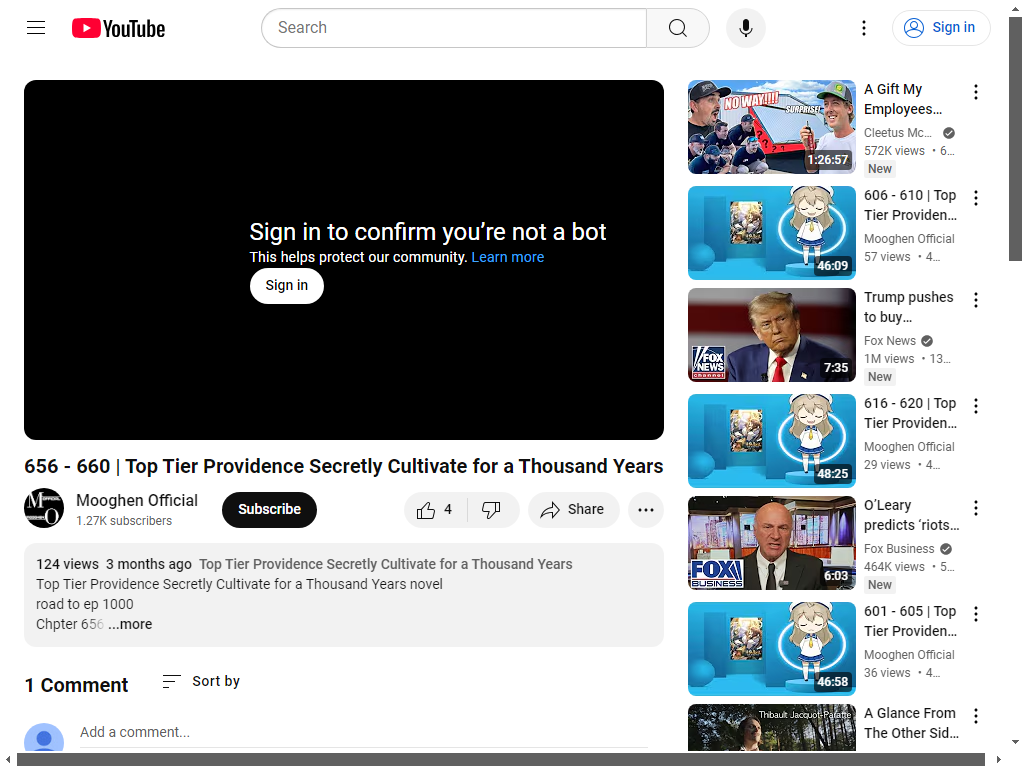 YouTube
Search
Sign in
Sign in to confirm you’re not a bot
This helps protect our community. Learn more
Sign in
656 - 660 | Top Tier Providence Secretly Cultivate for a Thousand Years
Mooghen Official
1.27K subscribers
Subscribe
4
Share
124 views 3 months ago Top Tier Providence Secretly Cultivate for a Thousand Years
Top Tier Providence Secretly Cultivate for a Thousand Years novel
road to ep 1000
Chpter 656 ...more
1 Comment
Sort by
Add a comment...
NO WAY!!!!
SURPRISE!
1:26:57
A Gift My
Employees…
Cleetus Mc…
572K views • 6…
New
46:09
606 - 610 | Top
Tier Providen…
Mooghen Official
57 views • 4…
FOX
NEWS
channel
7:35
Trump pushes
to buy…
Fox News
1M views • 13…
New
48:25
616 - 620 | Top
Tier Providen…
Mooghen Official
29 views • 4…
FOX
BUSINESS
6:03
O’Leary
predicts ‘riots…
Fox Business
464K views • 5…
New
46:58
601 - 605 | Top
Tier Providen…
Mooghen Official
36 views • 4…
Thibault Jacquot-Paratte
A Glance From
The Other Sid…